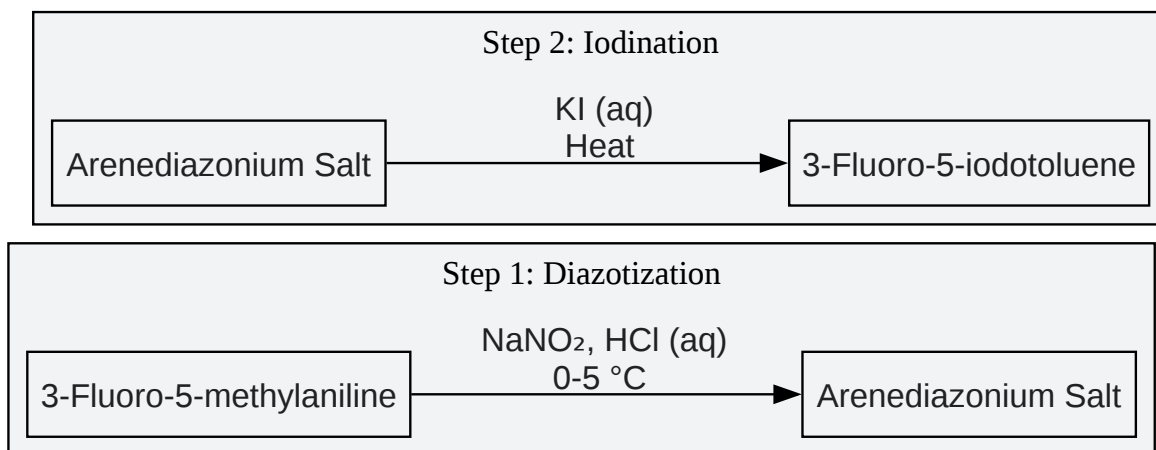 Step 2: Iodination
KI (aq)
Heat
Arenediazonium Salt
3-Fluoro-5-iodotoluene
Step 1: Diazotization
NaNO₂, HCl (aq)
0-5 °C
3-Fluoro-5-methylaniline
Arenediazonium Salt